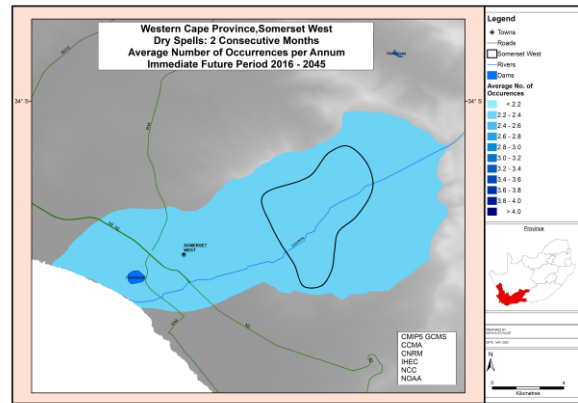 Western Cape Province,Somerset West
Dry Spells: 2 Consecutive Months
Average Number of Occurrences per Annum
Immediate Future Period 2016 - 2045
34° S
34° S
SOMERSET
WEST
CMIP5 GCMS
CCMA
CNRM
IHEC
NCC
NOAA
Legend
Towns
Roads
Somerset West
Rivers
Dams
Average No. of
Occurences
< 2.2
2.2 - 2.4
2.4 - 2.6
2.6 - 2.8
2.8 - 3.0
3.0 - 3.2
3.2 - 3.4
3.4 - 3.6
3.6 - 3.8
3.8 - 4.0
> 4.0
Province
N
0
4
Kilometres